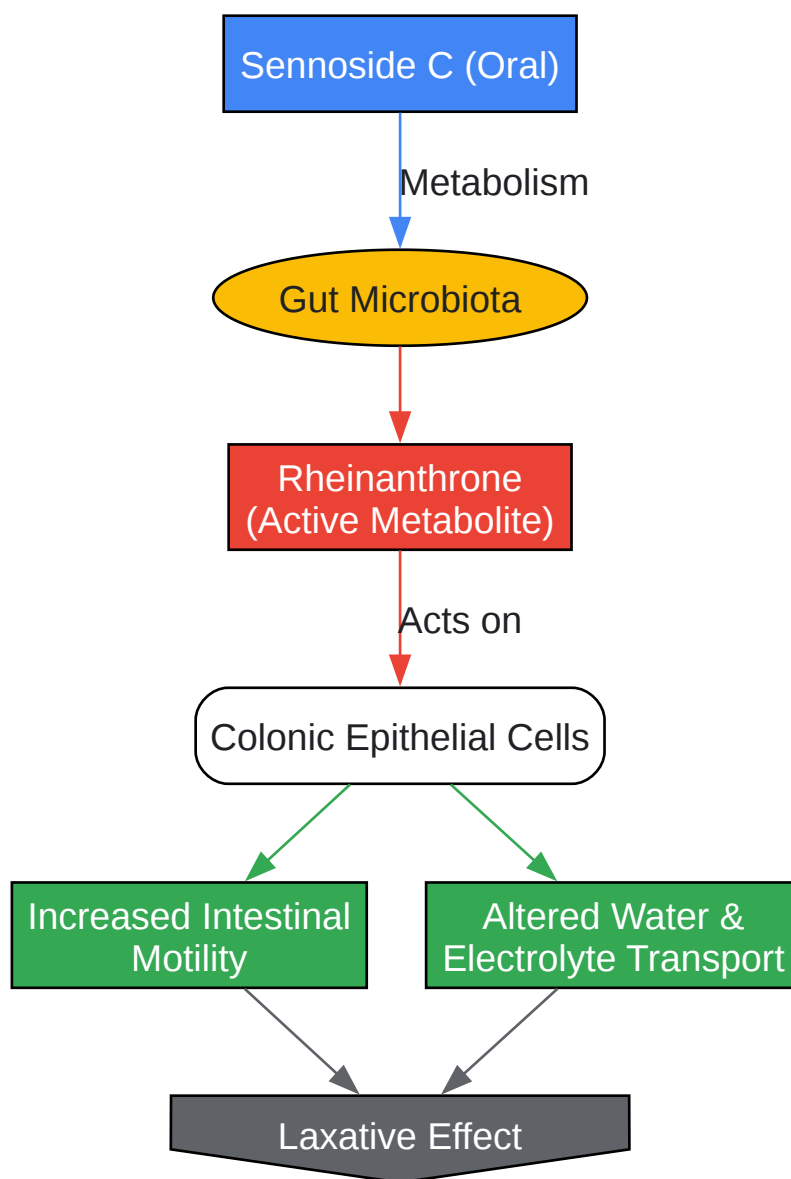 Sennoside C (Oral)
Metabolism
Gut Microbiota
Rheinanthrone
(Active Metabolite)
Acts on
Colonic Epithelial Cells
Increased Intestinal
Motility
Altered Water &
Electrolyte Transport
Laxative Effect